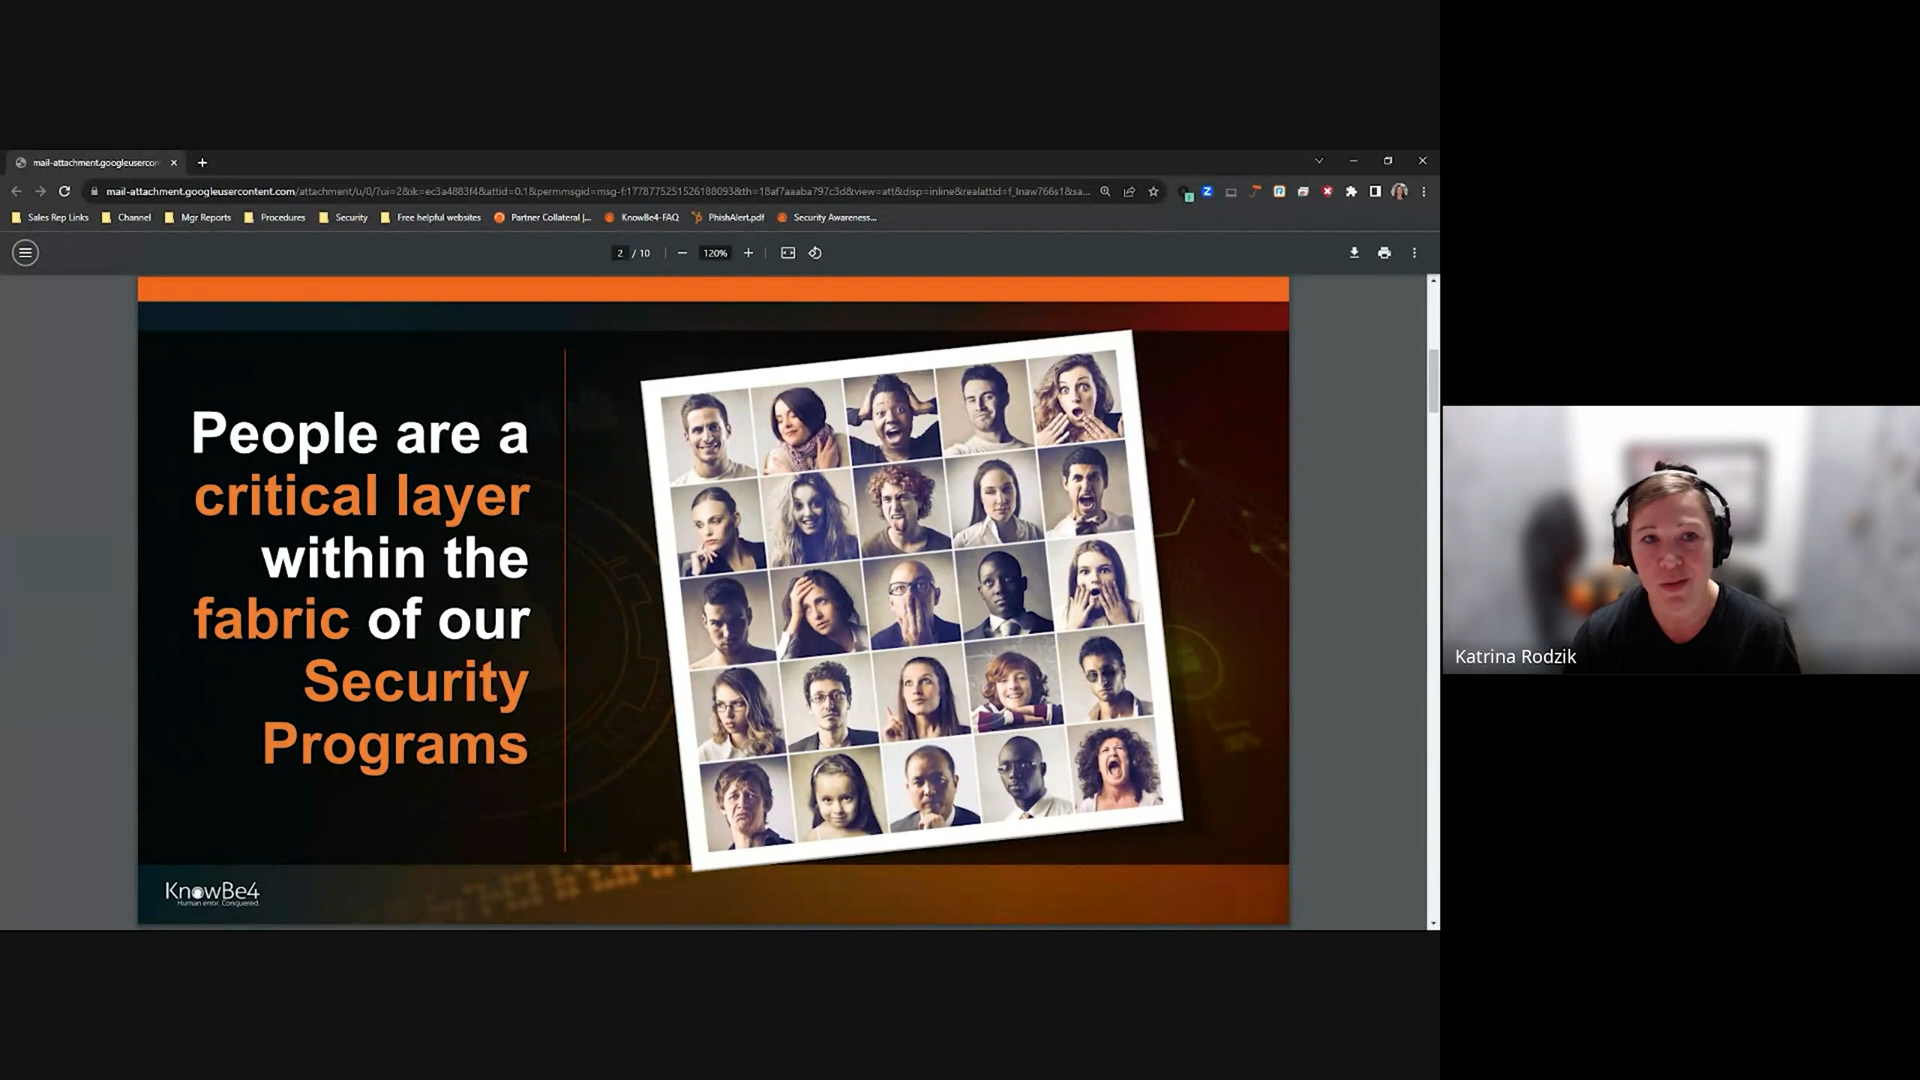 mail-attachment.googleusercon
mail-attachment.googleusercontent.com/attachment/u/0/?ui=2&ik=ec3a4883f4&attid=0.1&permmsgid=msg-f:1778775251526188093&th=18af7aaaba797c3d&view=att&disp=inline&realattid=f_lnaw766s1&sa...
Sales Rep Links Channel Mgr Reports Procedures Security Free helpful websites Partner Collateral |... KnowBe4-FAQ PhishAlert.pdf Security Awareness...
2 / 10 120%
People are a
critical layer
within the
fabric of our
Security
Programs
KnowBe4
Human error. Conquered.
Katrina Rodzik